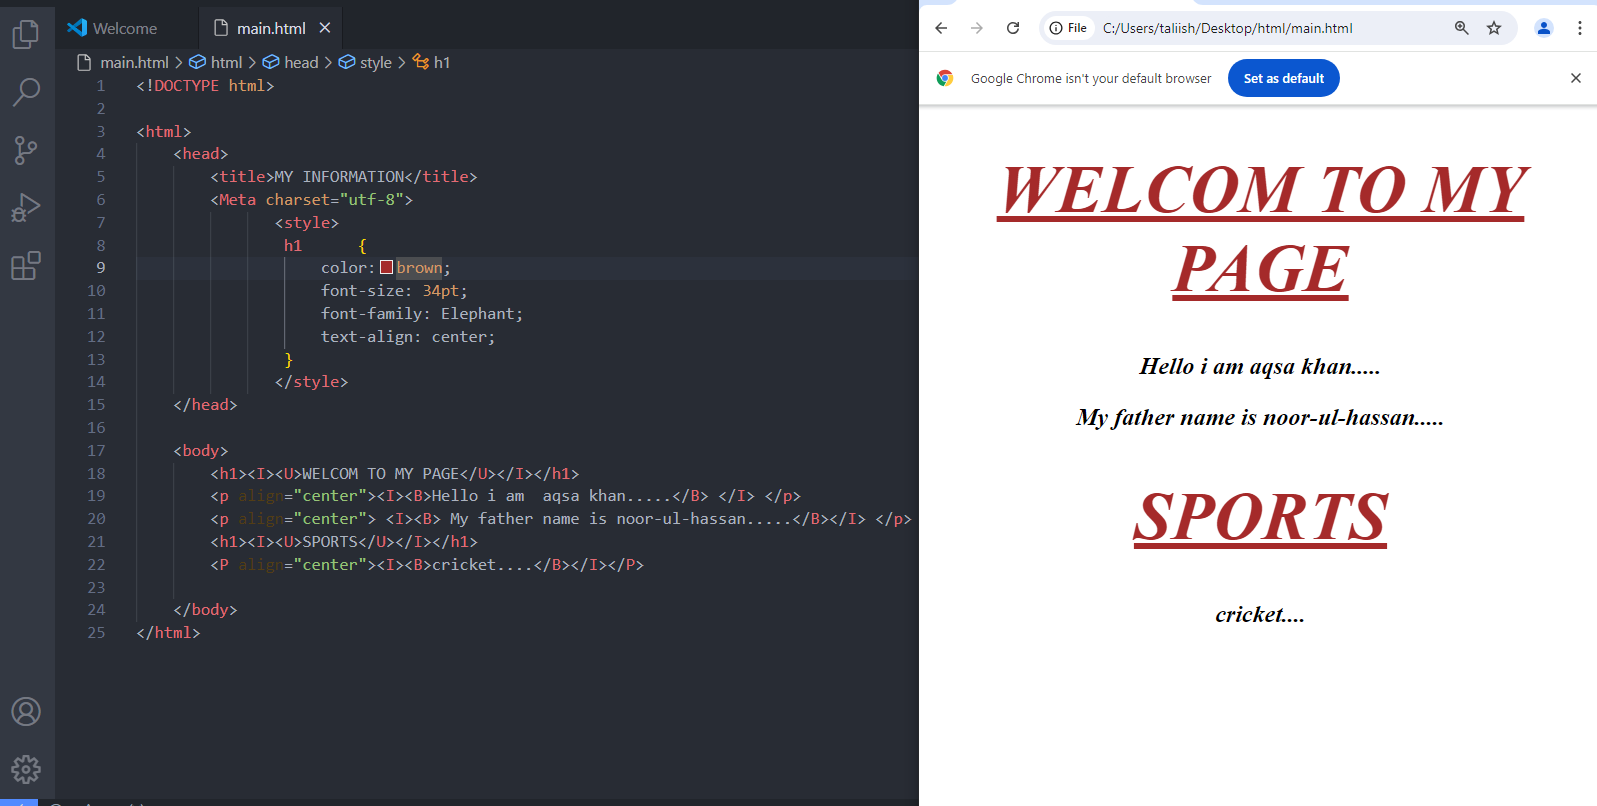 Welcome
main.html
main.html > html > head > style > h1
1 <!DOCTYPE html>
2
3 <html>
4 <head>
5 <title>MY INFORMATION</title>
6 <Meta charset="utf-8">
7 <style>
8 h1 {
9 color: brown;
10 font-size: 34pt;
11 font-family: Elephant;
12 text-align: center;
13 }
14 </style>
15 </head>
16
17 <body>
18 <h1><I><U>WELCOM TO MY PAGE</U></I></h1>
19 <p align="center"><I><B>Hello i am  aqsa khan.....</B> </I> </p>
20 <p align="center"> <I><B> My father name is noor-ul-hassan.....</B></I> </p>
21 <h1><I><U>SPORTS</U></I></h1>
22 <P align="center"><I><B>cricket....</B></I></P>
23
24 </body>
25 </html>
File C:/Users/taliish/Desktop/html/main.html
Google Chrome isn't your default browser
Set as default
WELCOM TO MY
PAGE
Hello i am aqsa khan.....
My father name is noor-ul-hassan.....
SPORTS
cricket....